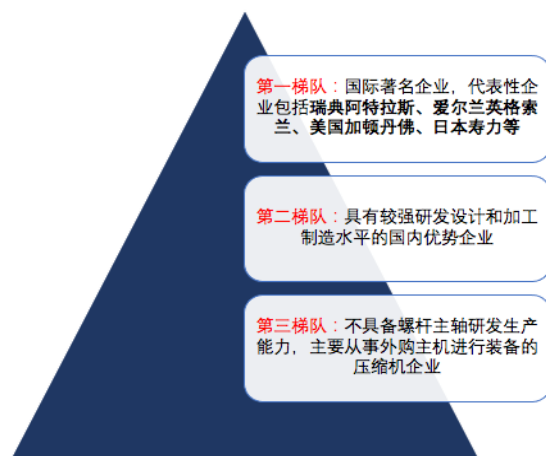 第一梯队：国际著名企业，代表性企
业包括瑞典阿特拉斯、爱尔兰英格索
兰、美国加顿丹佛、日本寿力等
第二梯队：具有较强研发设计和加工
制造水平的国内优势企业
第三梯队：不具备螺杆主轴研发生产
能力，主要从事外购主机进行装备的
压缩机企业